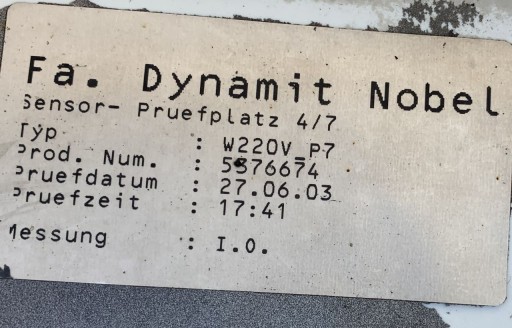 Fa. Dynamit Nobel
Sensor- Pruefplatz 4/7
Typ : W220V_P7
Prod. Num. : 5376674
Pruefdatum : 27.06.03
Pruefzeit : 17:41
Messung : I.O.